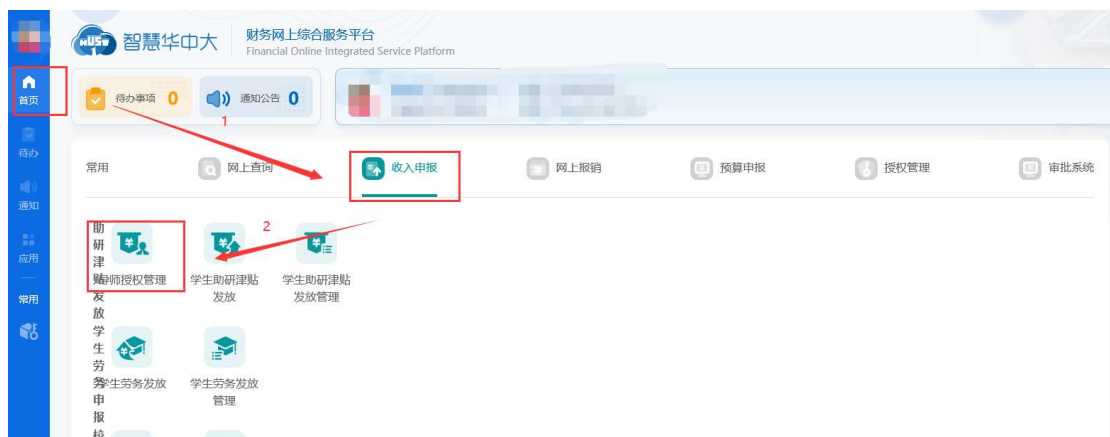 HUST
智慧华中大
财务网上综合服务平台
Financial Online Integrated Service Platform
首页
待办
通知
应用
常用
待办事项 0
通知公告 0
1
常用
网上查询
收入申报
网上报销
预算申报
授权管理
审批系统
2
助研津贴发放
导师授权管理
学生助研津贴
发放
学生助研津贴
发放管理
学生劳务申报
学生劳务发放
学生劳务发放
管理
校